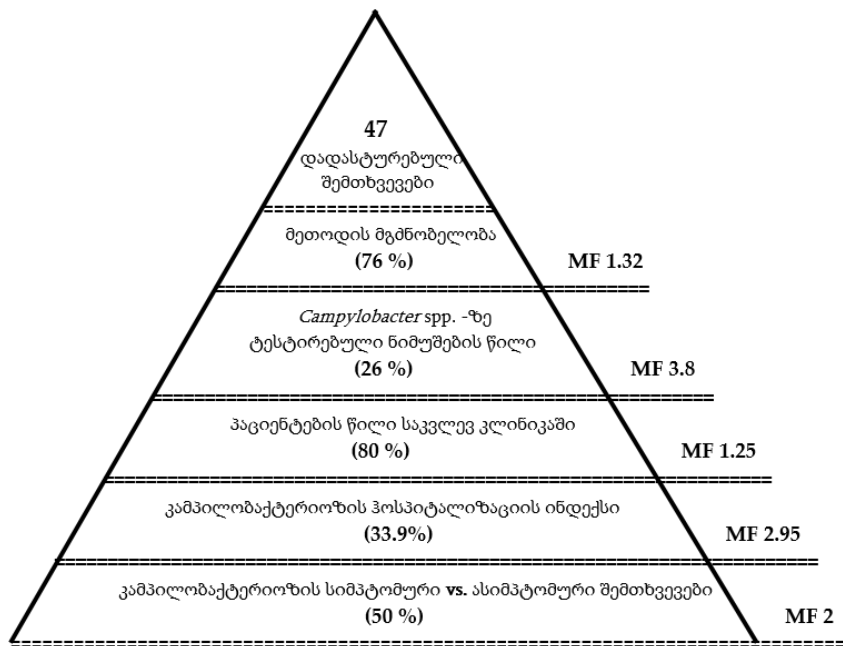 47
დადასტურებული
შემთხვევები
მეთოდის მგმნობელობა
(76 %) MF 1.32
Campylobacter spp. -ზე
ტესტირებული ნიმუშების წილი
(26 %) MF 3.8
პაციენტების წილი საკვლევ კლინიკაში
(80 %) MF 1.25
კამპილობაქტერიოზის ჰოსპიტალიზაციის ინდექსი
(33.9%) MF 2.95
კამპილობაქტერიოზის სიმპტომური vs. ასიმპტომური შემთხვევები
(50 %) MF 2